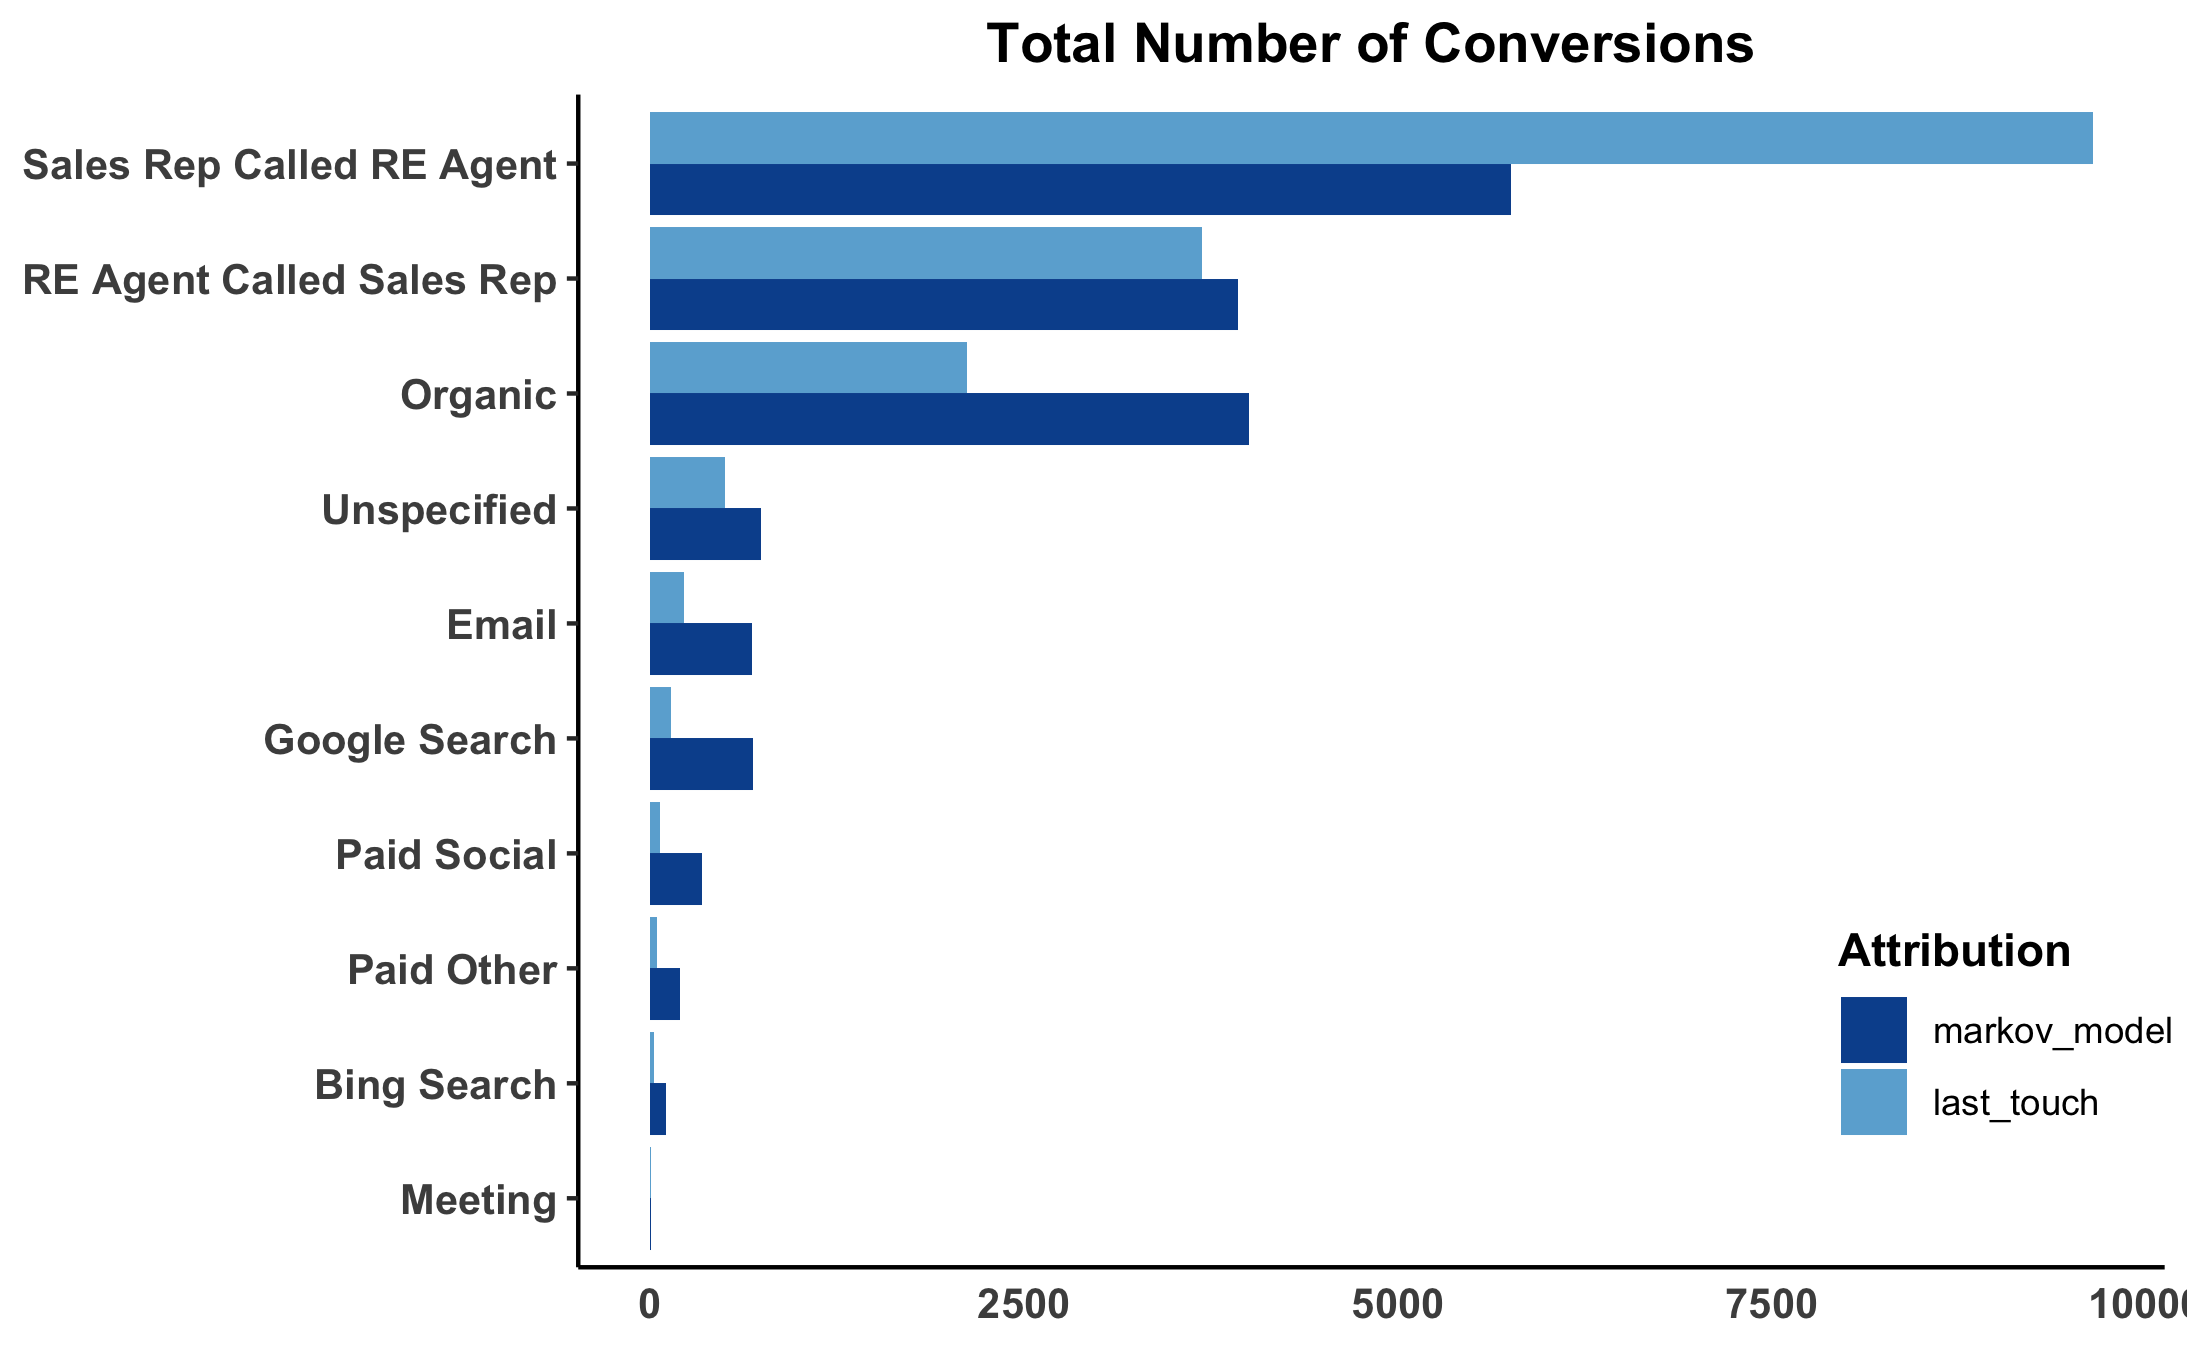 Total Number of Conversions
Sales Rep Called RE Agent
RE Agent Called Sales Rep
Organic
Unspecified
Email
Google Search
Paid Social
Paid Other
Bing Search
Meeting
Attribution
markov_model
last_touch
0 2500 5000 7500 10000